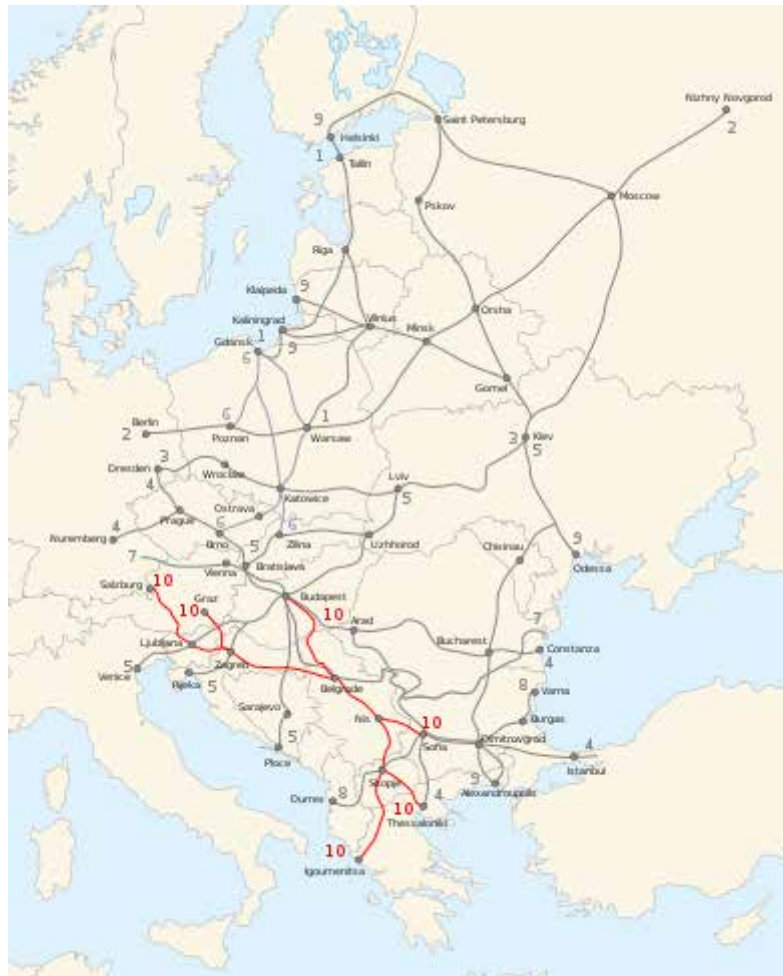 Nizhny Novgorod
2
9
Saint Petersburg
Helsinki
1
Tallin
Pskov
Moscow
Riga
Klaipeda
9
Kaliningrad
Vilnius
Minsk
Orsha
1
Gdansk
6
9
Gomel
Berlin
2
6
Poznan
1
Warsaw
3
Kiev
5
3
Dresden
4
Wroclaw
Katowice
Lviv
5
Ostrava
Prague
4
Nuremberg
6
Brno
6
Zilina
Uzhhorod
9
Odessa
Chisinau
7
Vienna
5
Bratislava
Salzburg
10
Graz
10
Budapest
10
Arad
Bucharest
7
Constanza
4
Ljubljana
Zagreb
5
Venice
Rijeka
5
Belgrade
8
Varna
Burgas
Sarajevo
5
Ploce
Nis
10
Sofia
Dimitrovgrad
4
Istanbul
Skopje
9
Alexandroupolis
Durres
8
10
4
Thessaloniki
10
Igoumenitsa